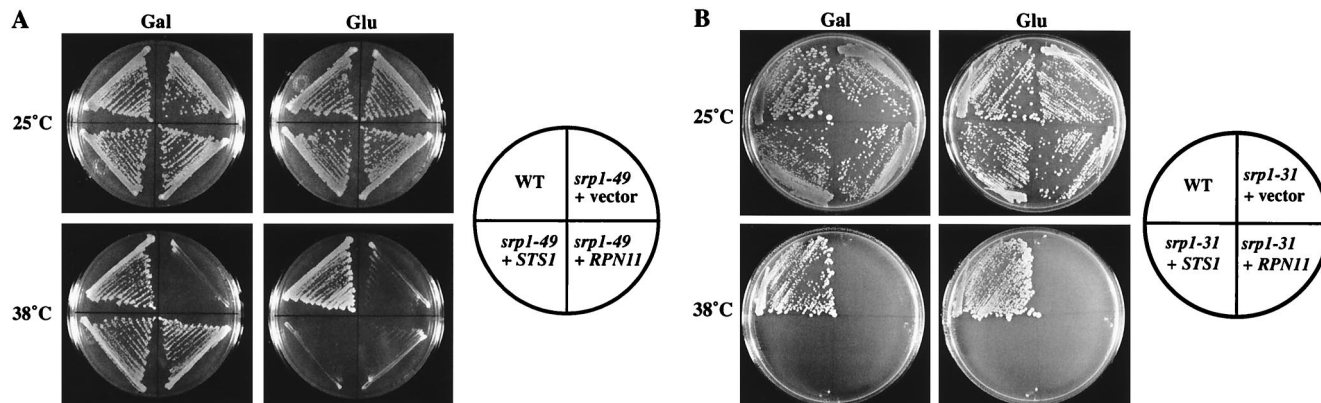 A
Gal
Glu
25°C
38°C
WT
srp1-49
+ vector
srp1-49
+ STS1
srp1-49
+ RPN11
B
Gal
Glu
25°C
38°C
WT
srp1-31
+ vector
srp1-31
+ STS1
srp1-31
+ RPN11